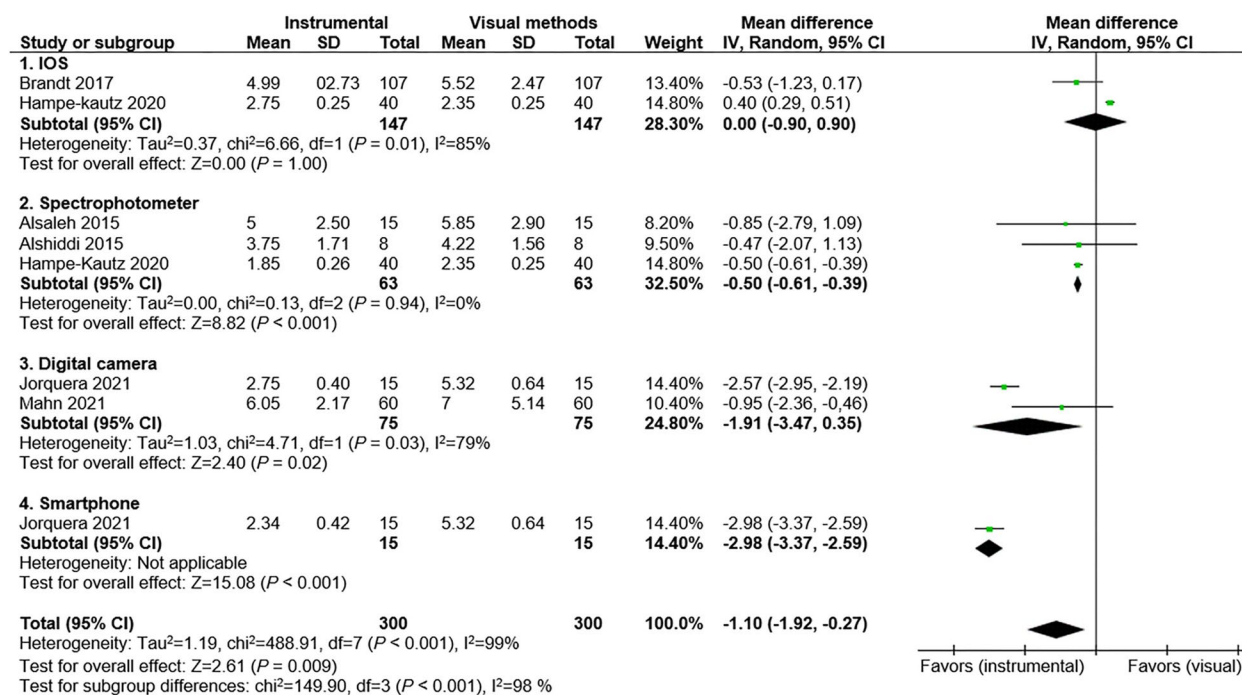 Instrumental Visual methods Mean difference Mean difference
Study or subgroup Mean SD Total Mean SD Total Weight IV, Random, 95% CI IV, Random, 95% CI
1. IOS
Brandt 2017 4.99 02.73 107 5.52 2.47 107 13.40% -0.53 (-1.23, 0.17)
Hampe-kautz 2020 2.75 0.25 40 2.35 0.25 40 14.80% 0.40 (0.29, 0.51)
Subtotal (95% CI) 147 147 28.30% 0.00 (-0.90, 0.90)
Heterogeneity: Tau²=0.37, chi²=6.66, df=1 (P = 0.01), I²=85%
Test for overall effect: Z=0.00 (P = 1.00)
2. Spectrophotometer
Alsaleh 2015 5 2.50 15 5.85 2.90 15 8.20% -0.85 (-2.79, 1.09)
Alshiddi 2015 3.75 1.71 8 4.22 1.56 8 9.50% -0.47 (-2.07, 1.13)
Hampe-Kautz 2020 1.85 0.26 40 2.35 0.25 40 14.80% -0.50 (-0.61, -0.39)
Subtotal (95% CI) 63 63 32.50% -0.50 (-0.61, -0.39)
Heterogeneity: Tau²=0.00, chi²=0.13, df=2 (P = 0.94), I²=0%
Test for overall effect: Z=8.82 (P < 0.001)
3. Digital camera
Jorquera 2021 2.75 0.40 15 5.32 0.64 15 14.40% -2.57 (-2.95, -2.19)
Mahn 2021 6.05 2.17 60 7 5.14 60 10.40% -0.95 (-2.36, -0,46)
Subtotal (95% CI) 75 75 24.80% -1.91 (-3.47, 0.35)
Heterogeneity: Tau²=1.03, chi²=4.71, df=1 (P = 0.03), I²=79%
Test for overall effect: Z=2.40 (P = 0.02)
4. Smartphone
Jorquera 2021 2.34 0.42 15 5.32 0.64 15 14.40% -2.98 (-3.37, -2.59)
Subtotal (95% CI) 15 15 14.40% -2.98 (-3.37, -2.59)
Heterogeneity: Not applicable
Test for overall effect: Z=15.08 (P < 0.001)
Total (95% CI) 300 300 100.0% -1.10 (-1.92, -0.27)
Heterogeneity: Tau²=1.19, chi²=488.91, df=7 (P < 0.001), I²=99%
Test for overall effect: Z=2.61 (P = 0.009) Favors (instrumental) Favors (visual)
Test for subgroup differences: chi²=149.90, df=3 (P < 0.001), I²=98 %